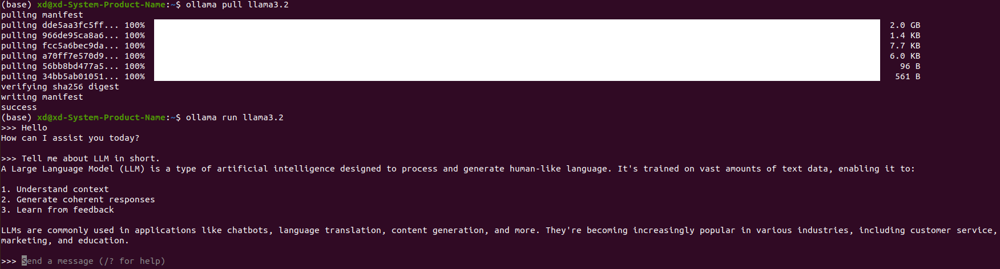 (base) xd@xd-System-Product-Name:~$ ollama pull llama3.2
pulling manifest
pulling dde5aa3fc5ff... 100% 2.0 GB
pulling 966de95ca8a6... 100% 1.4 KB
pulling fcc5a6bec9da... 100% 7.7 KB
pulling a70ff7e570d9... 100% 6.0 KB
pulling 56bb8bd477a5... 100% 96 B
pulling 34bb5ab01051... 100% 561 B
verifying sha256 digest
writing manifest
success
(base) xd@xd-System-Product-Name:~$ ollama run llama3.2
>>> Hello
How can I assist you today?
>>> Tell me about LLM in short.
A Large Language Model (LLM) is a type of artificial intelligence designed to process and generate human-like language. It's trained on vast amounts of text data, enabling it to:
1. Understand context
2. Generate coherent responses
3. Learn from feedback
LLMs are commonly used in applications like chatbots, language translation, content generation, and more. They're becoming increasingly popular in various industries, including customer service,
marketing, and education.
>>> Send a message (/? for help)